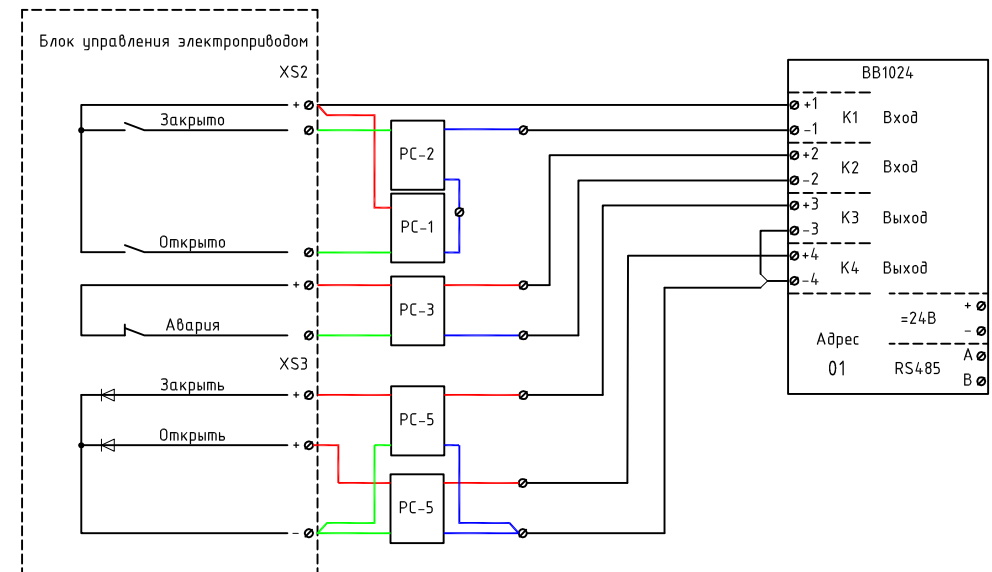 Блок управления электроприводом
XS2
ВВ1024
+
+1
К1 Вход
Закрыто
-1
РС-2
+2
К2 Вход
-2
РС-1
+3
К3 Выход
-3
Открыто
+4
К4 Выход
-4
+
РС-3
Авария
=24В
+
-
Адрес
01
RS485
A
B
XS3
Закрыть
+
РС-5
Открыть
+
РС-5
-